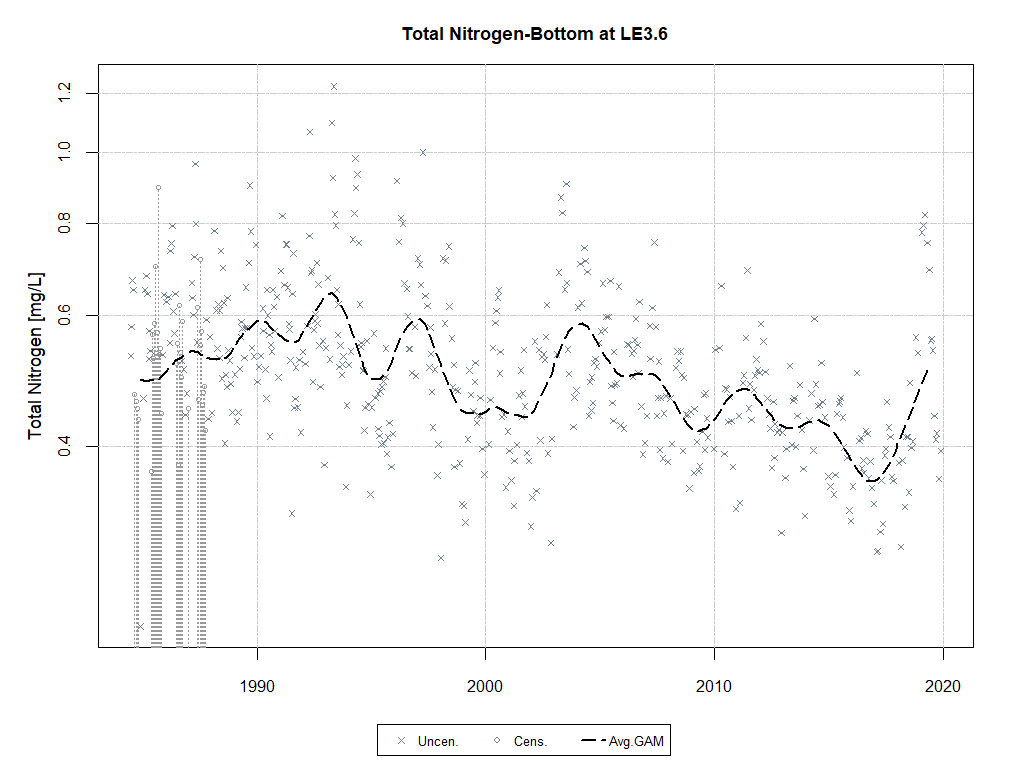 Total Nitrogen-Bottom at LE3.6
Total Nitrogen [mg/L]
1.2
1.0
0.8
0.6
0.4
1990 2000 2010 2020
Uncen. Cens. Avg.GAM